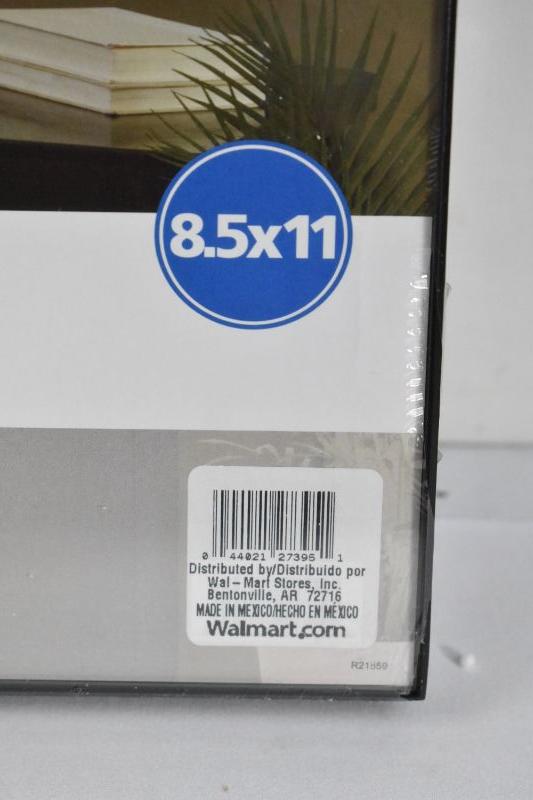 8.5x11
0 44021 27395 1
Distributed by/Distribuido por
Wal-Mart Stores, Inc.
Bentonville, AR 72716
MADE IN MEXICO/HECHO EN MÉXICO
Walmart.com
R21859